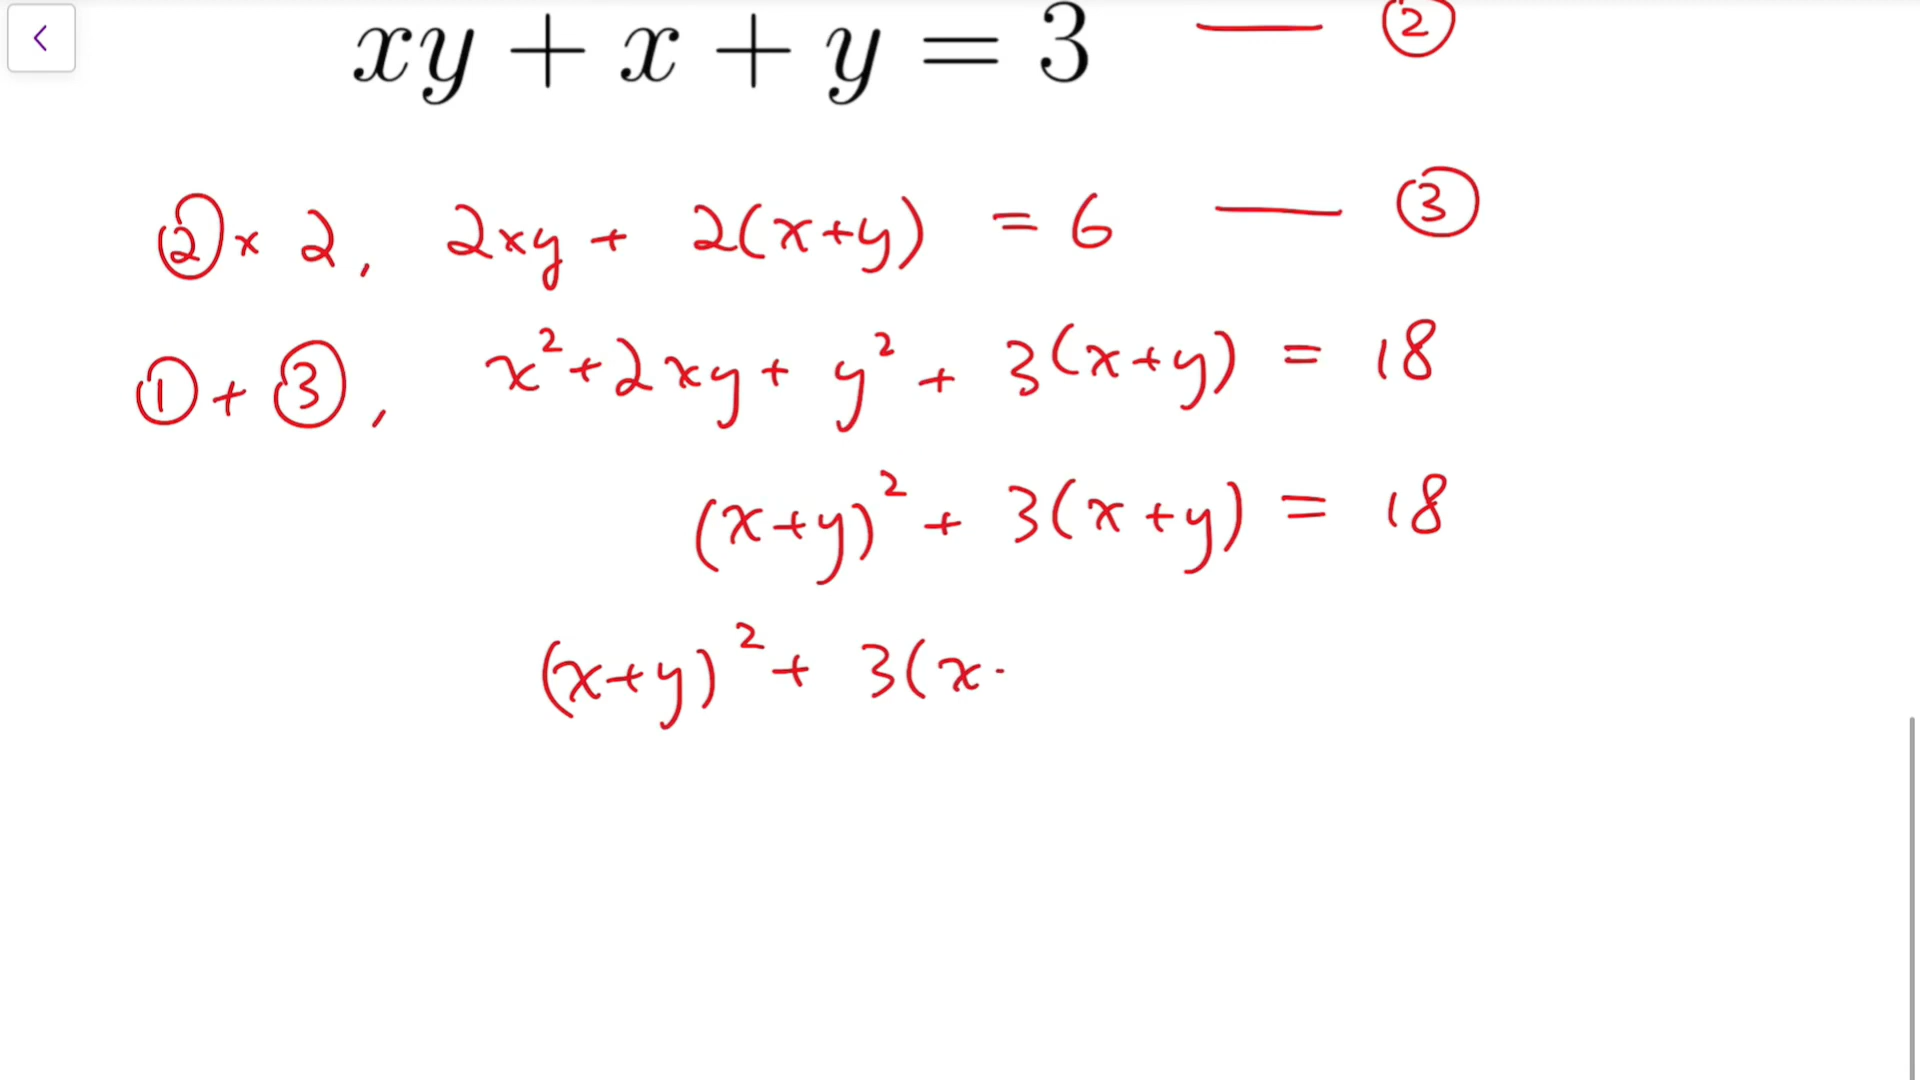 xy + x + y = 3 — ②
② × 2, 2xy + 2(x+y) = 6 — ③
① + ③, x² + 2xy + y² + 3(x+y) = 18
(x+y)² + 3(x+y) = 18
(x+y)² + 3(x -